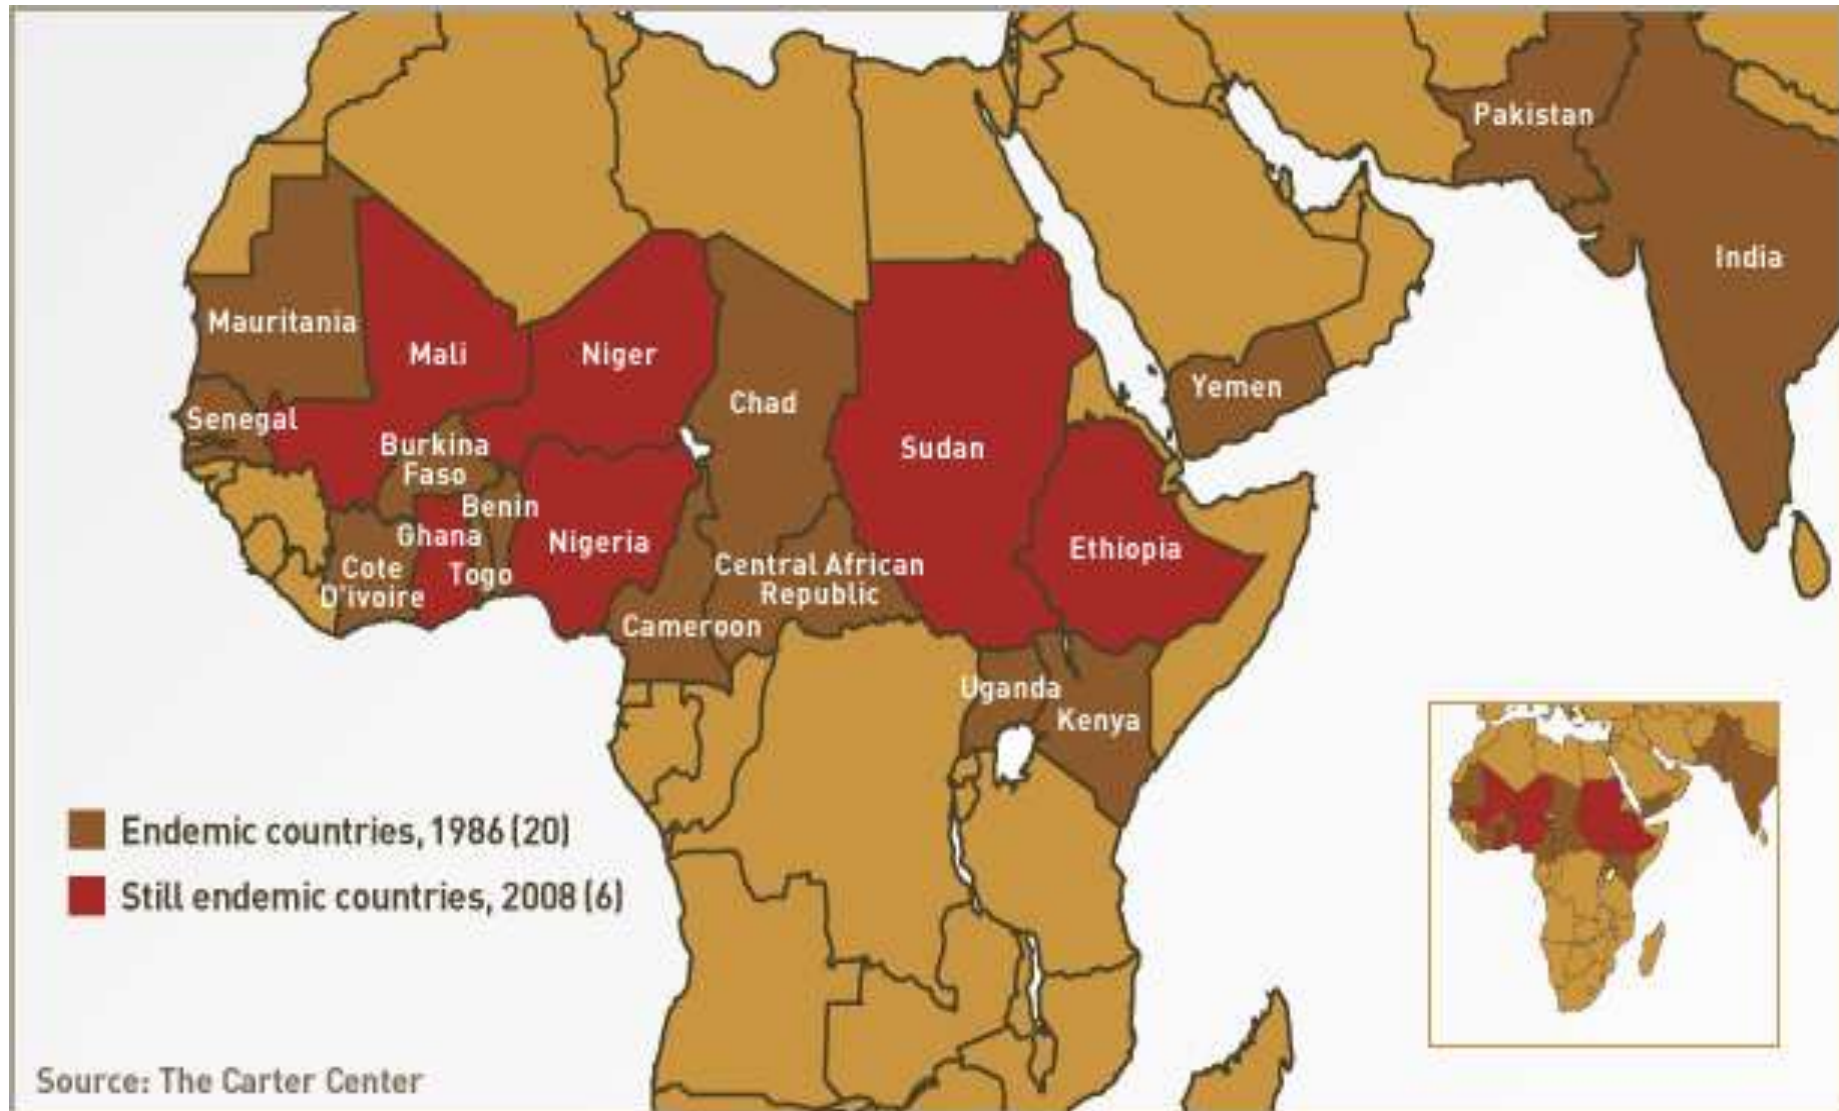 Pakistan
India
Mauritania
Mali
Niger
Chad
Yemen
Senegal
Sudan
Burkina
Faso
Benin
Ghana
Nigeria
Ethiopia
Togo
Cote
D'ivoire
Central African
Republic
Cameroon
Uganda
Kenya
Endemic countries, 1986 (20)
Still endemic countries, 2008 (6)
Source: The Carter Center